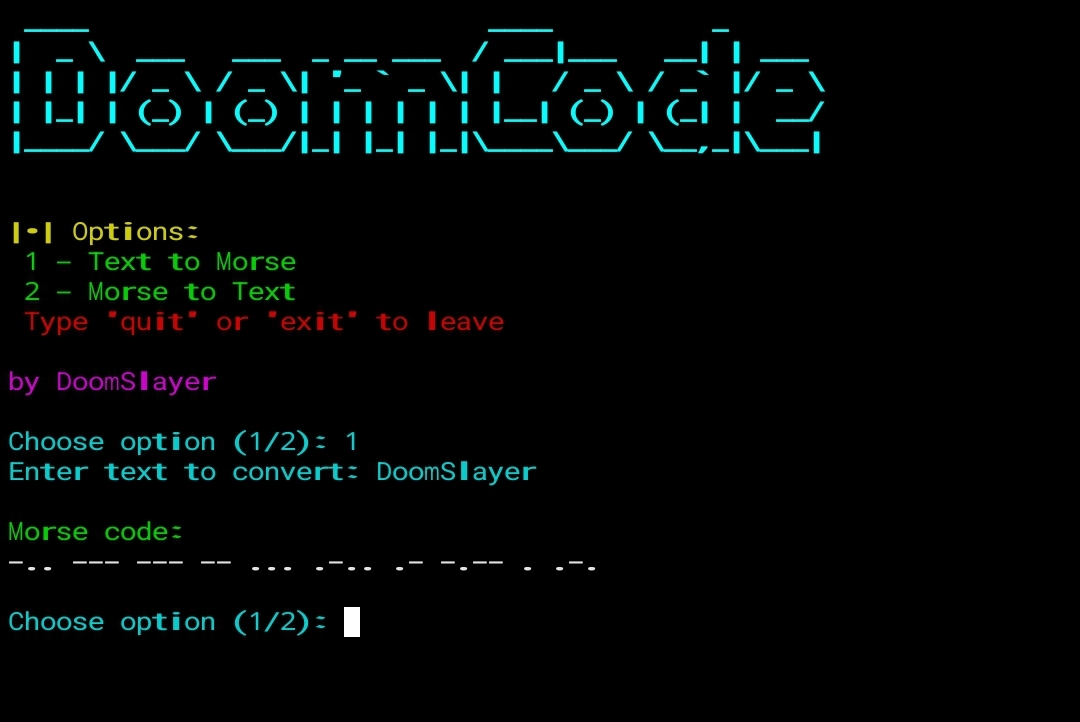 DoomCode
|•| Options:
1 - Text to Morse
2 - Morse to Text
Type "quit" or "exit" to leave
by DoomSlayer
Choose option (1/2): 1
Enter text to convert: DoomSlayer
Morse code:
-.. --- --- -- ... .-.. .- -.-- . .-.
Choose option (1/2):